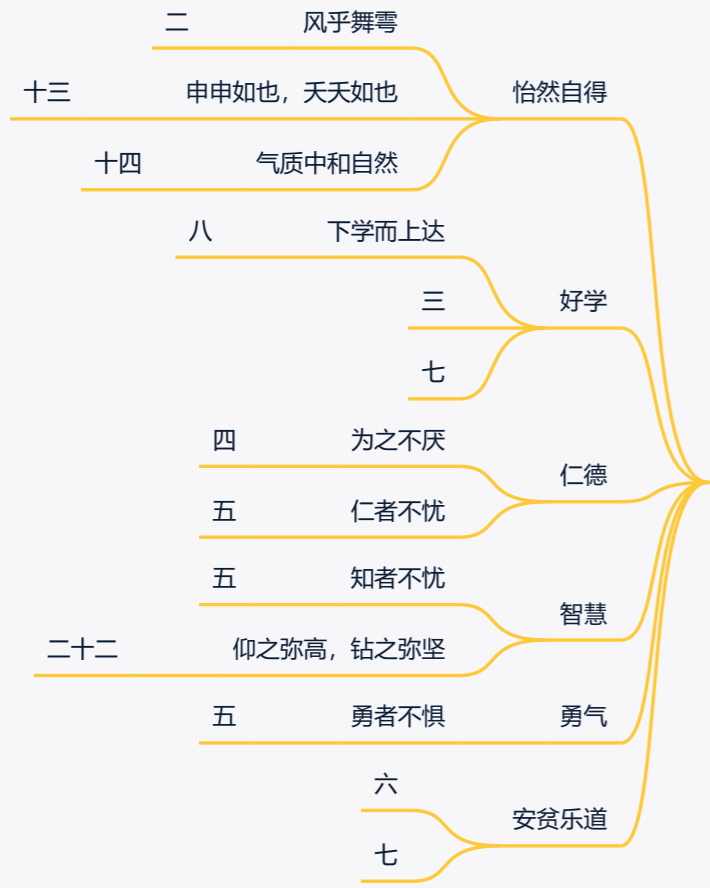 二 风乎舞雩
十三 申申如也，夭夭如也 怡然自得
十四 气质中和自然
八 下学而上达
三 好学
七
四 为之不厌
仁德
五 仁者不忧
五 知者不忧
智慧
二十二 仰之弥高，钻之弥坚
五 勇者不惧 勇气
六
安贫乐道
七